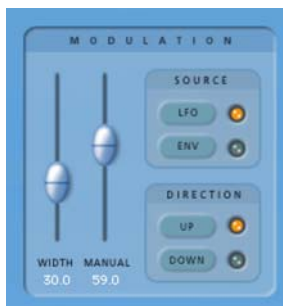 MODULATION
SOURCE
LFO
ENV
DIRECTION
UP
DOWN
WIDTH MANUAL
30.0 59.0